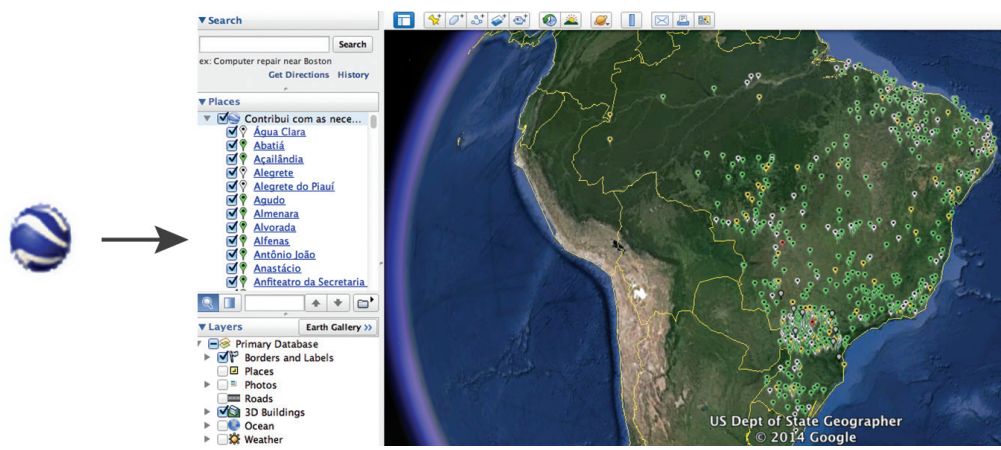 Search
Search
ex: Computer repair near Boston
Get Directions History
Places
Contribui com as nece...
Água Clara
Abatiá
Açailândia
Alegrete
Alegrete do Piauí
Agudo
Almenara
Alvorada
Alfenas
Antônio João
Anastácio
Anfiteatro da Secretaria
Layers
Earth Gallery >>
Primary Database
Borders and Labels
Places
Photos
Roads
3D Buildings
Ocean
Weather
US Dept of State Geographer
© 2014 Google